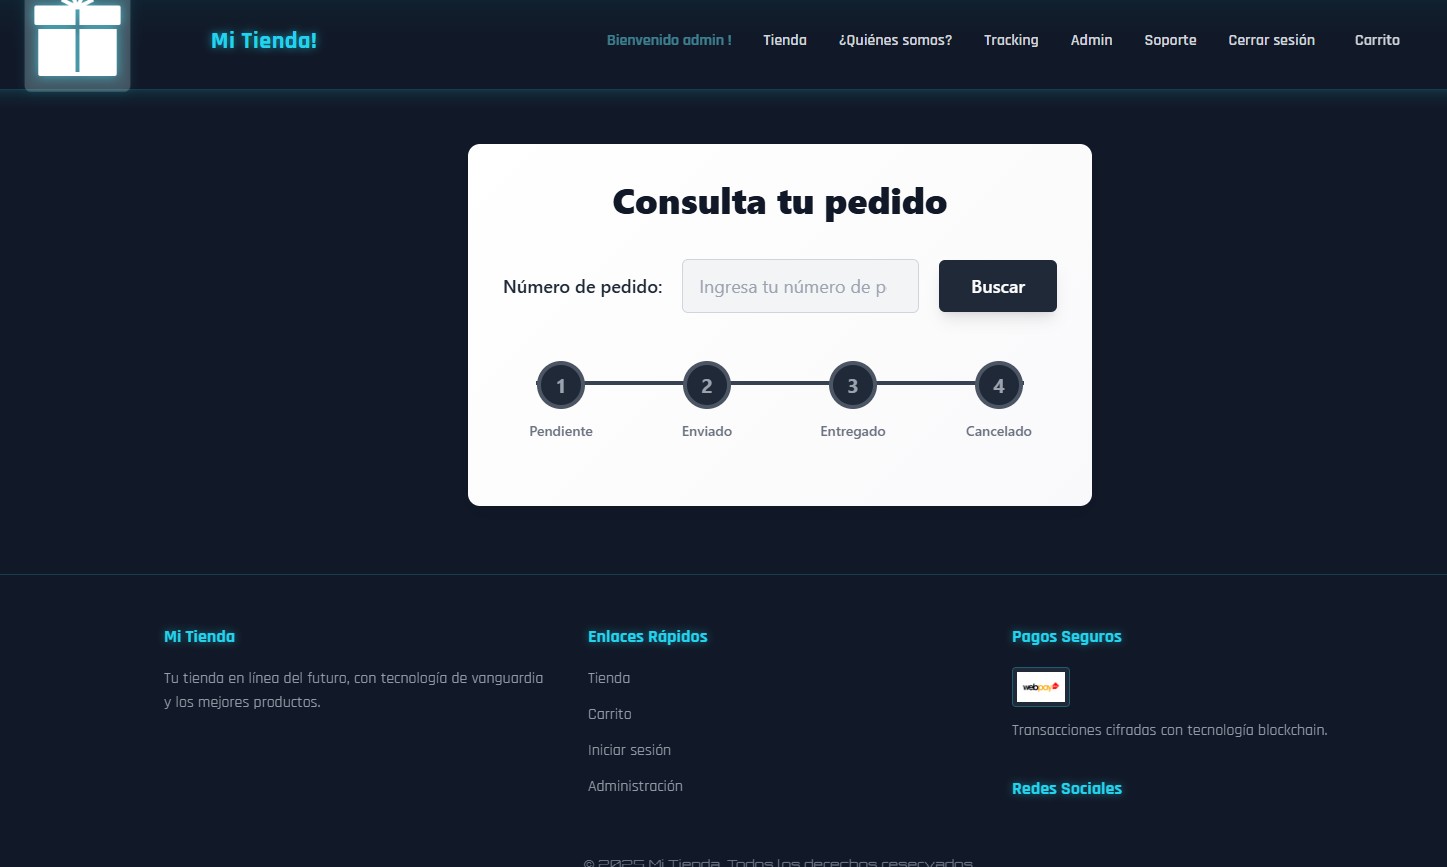 Mi Tienda!
Bienvenido admin !
Tienda
¿Quiénes somos?
Tracking
Admin
Soporte
Cerrar sesión
Carrito
Consulta tu pedido
Número de pedido:
Ingresa tu número de p
Buscar
1
2
3
4
Pendiente
Enviado
Entregado
Cancelado
Mi Tienda
Tu tienda en línea del futuro, con tecnología de vanguardia
y los mejores productos.
Enlaces Rápidos
Tienda
Carrito
Iniciar sesión
Administración
Pagos Seguros
webpay
Transacciones cifradas con tecnología blockchain.
Redes Sociales
© 2025 Mi Tienda. Todos los derechos reservados.